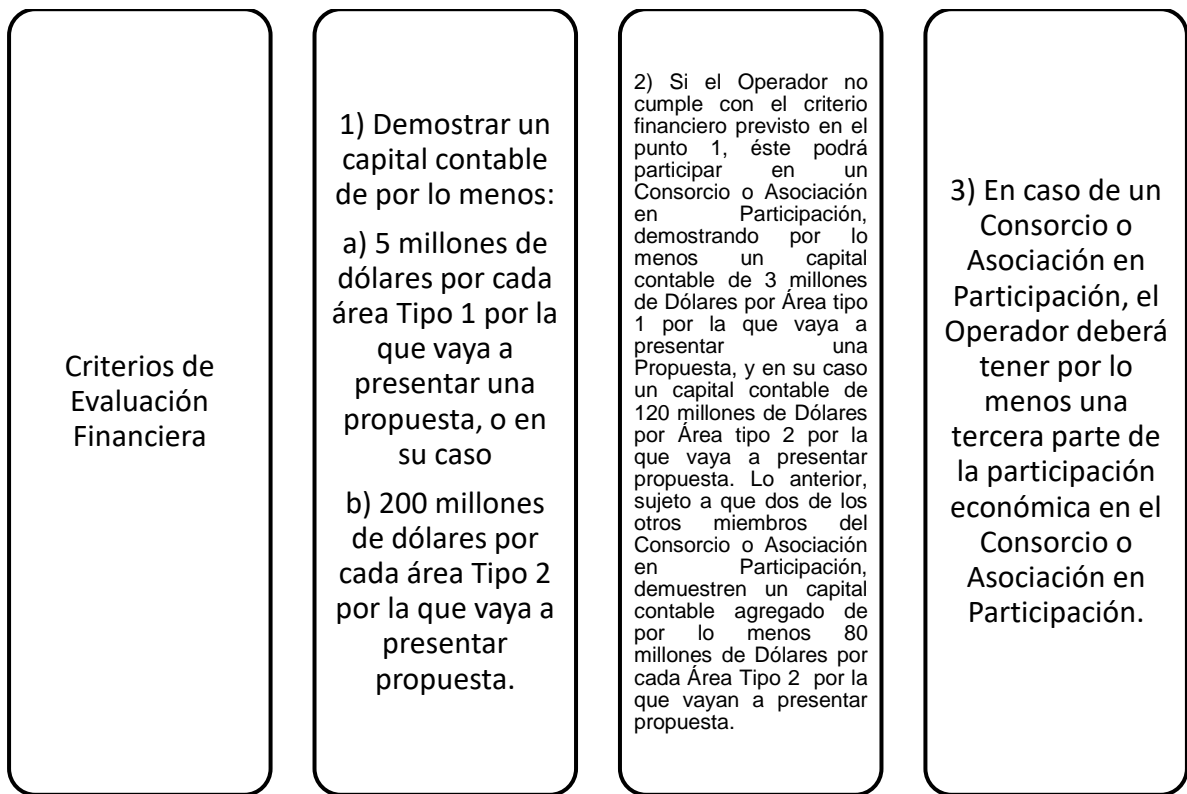 Criterios de
Evaluación
Financiera
1) Demostrar un
capital contable
de por lo menos:
a) 5 millones de
dólares por cada
área Tipo 1 por la
que vaya a
presentar una
propuesta, o en
su caso
b) 200 millones
de dólares por
cada área Tipo 2
por la que vaya a
presentar
propuesta.
2) Si el Operador no
cumple con el criterio
financiero previsto en el
punto 1, éste podrá
participar en un
Consorcio o Asociación
en Participación,
demostrando por lo
menos un capital
contable de 3 millones
de Dólares por Área tipo
1 por la que vaya a
presentar una
Propuesta, y en su caso
un capital contable de
120 millones de Dólares
por Área tipo 2 por la
que vaya a presentar
propuesta. Lo anterior,
sujeto a que dos de los
otros miembros del
Consorcio o Asociación
en Participación,
demuestren un capital
contable agregado de
por lo menos 80
millones de Dólares por
cada Área Tipo 2 por la
que vayan a presentar
propuesta.
3) En caso de un
Consorcio o
Asociación en
Participación, el
Operador deberá
tener por lo
menos una
tercera parte de
la participación
económica en el
Consorcio o
Asociación en
Participación.